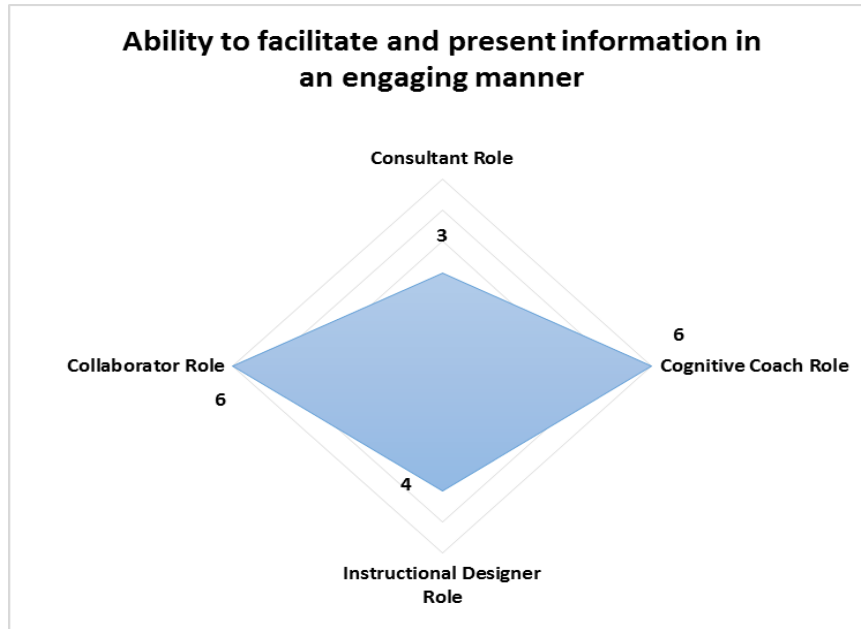 Ability to facilitate and present information in
an engaging manner
Consultant Role
3
6
Collaborator Role
Cognitive Coach Role
6
4
Instructional Designer
Role